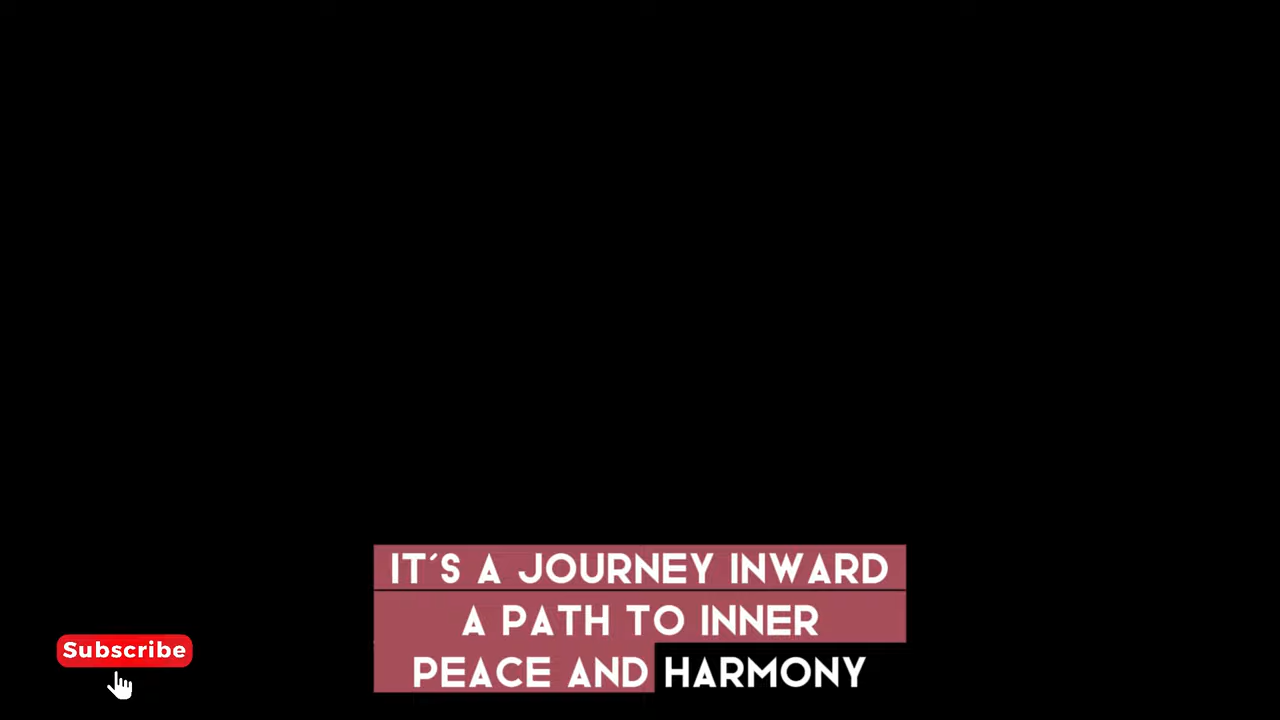 IT'S A JOURNEY INWARD
A PATH TO INNER
PEACE AND HARMONY
Subscribe